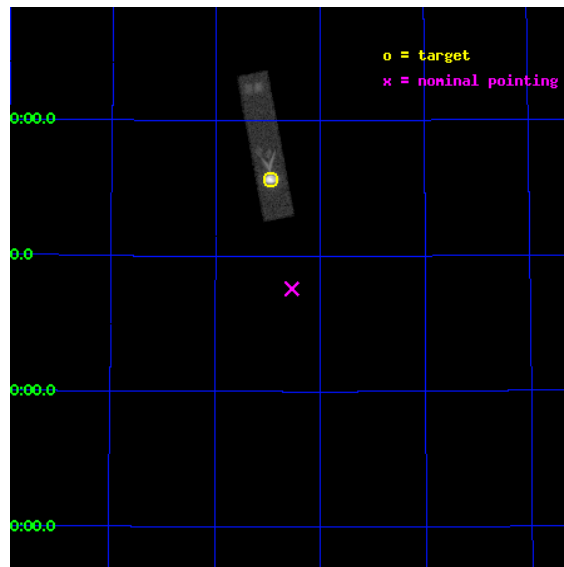 o = target
x = nominal pointing
0:00.0
0.0
0:00.0
0:00.0